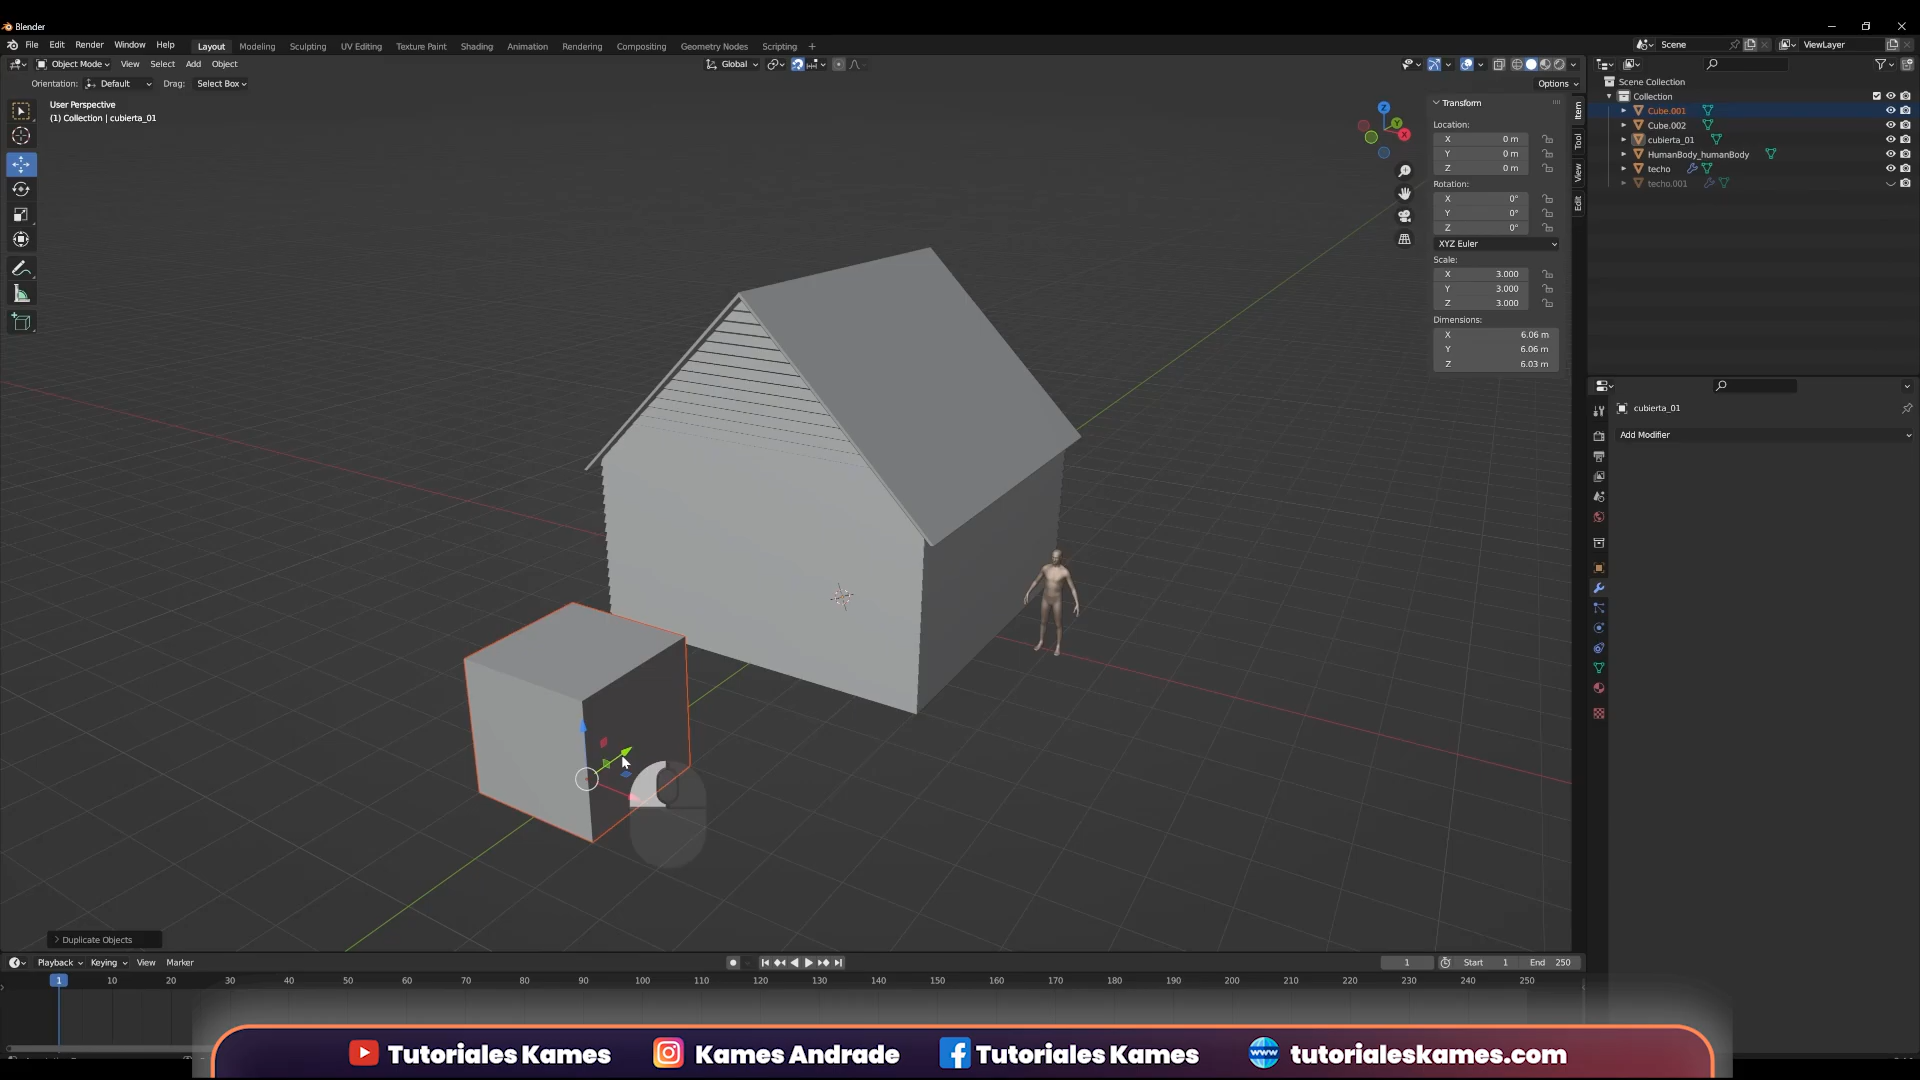 Blender
File Edit Render Window Help Layout Modeling Sculpting UV Editing Texture Paint Shading Animation Rendering Compositing Geometry Nodes Scripting + Scene ViewLayer
Object Mode View Select Add Object Global
Orientation: Default Drag: Select Box Options
User Perspective
(1) Collection | cubierta_01
Z
Y
X
Transform
Location:
X 0 m
Y 0 m
Z 0 m
Rotation:
X 0°
Y 0°
Z 0°
XYZ Euler
Scale:
X 3.000
Y 3.000
Z 3.000
Dimensions:
X 6.06 m
Y 6.06 m
Z 6.03 m
Item
Tool
View
Edit
Scene Collection
Collection
Cube.001
Cube.002
cubierta_01
HumanBody_humanBody
techo
techo.001
cubierta_01
Add Modifier
Duplicate Objects
Playback Keying View Marker 1 Start 1 End 250
1 10 20 30 40 50 60 70 80 90 100 110 120 130 140 150 160 170 180 190 200 210 220 230 240 250
Tutoriales Kames Kames Andrade Tutoriales Kames www tutorialeskames.com